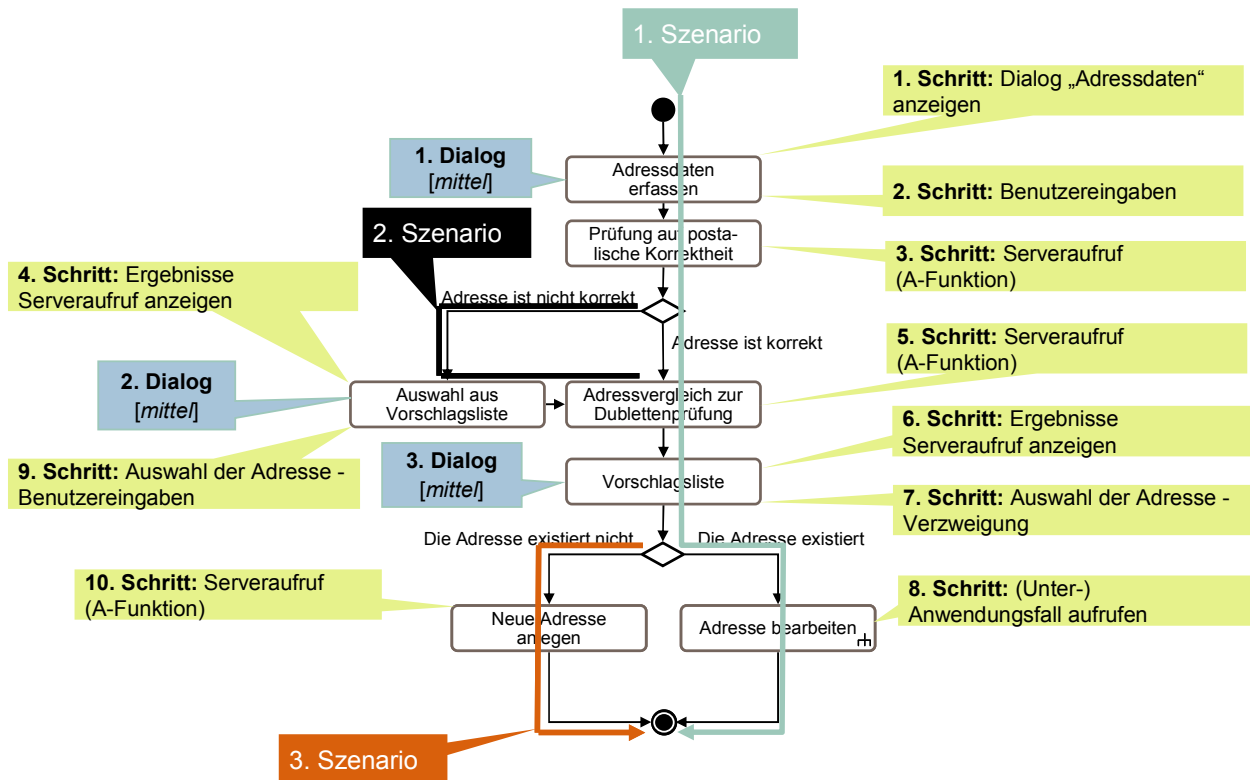 1. Szenario
1. Schritt: Dialog „Adressdaten“
anzeigen
1. Dialog
[mittel]
Adressdaten
erfassen
2. Schritt: Benutzereingaben
2. Szenario
Prüfung auf posta-
lische Korrektheit
3. Schritt: Serveraufruf
(A-Funktion)
4. Schritt: Ergebnisse
Serveraufruf anzeigen
Adresse ist nicht korrekt
Adresse ist korrekt
5. Schritt: Serveraufruf
(A-Funktion)
2. Dialog
[mittel]
Auswahl aus
Vorschlagsliste
Adressvergleich zur
Dublettenprüfung
6. Schritt: Ergebnisse
Serveraufruf anzeigen
9. Schritt: Auswahl der Adresse -
Benutzereingaben
3. Dialog
[mittel]
Vorschlagsliste
7. Schritt: Auswahl der Adresse -
Verzweigung
Die Adresse existiert nicht
Die Adresse existiert
10. Schritt: Serveraufruf
(A-Funktion)
Neue Adresse
anlegen
Adresse bearbeiten
8. Schritt: (Unter-)
Anwendungsfall aufrufen
3. Szenario